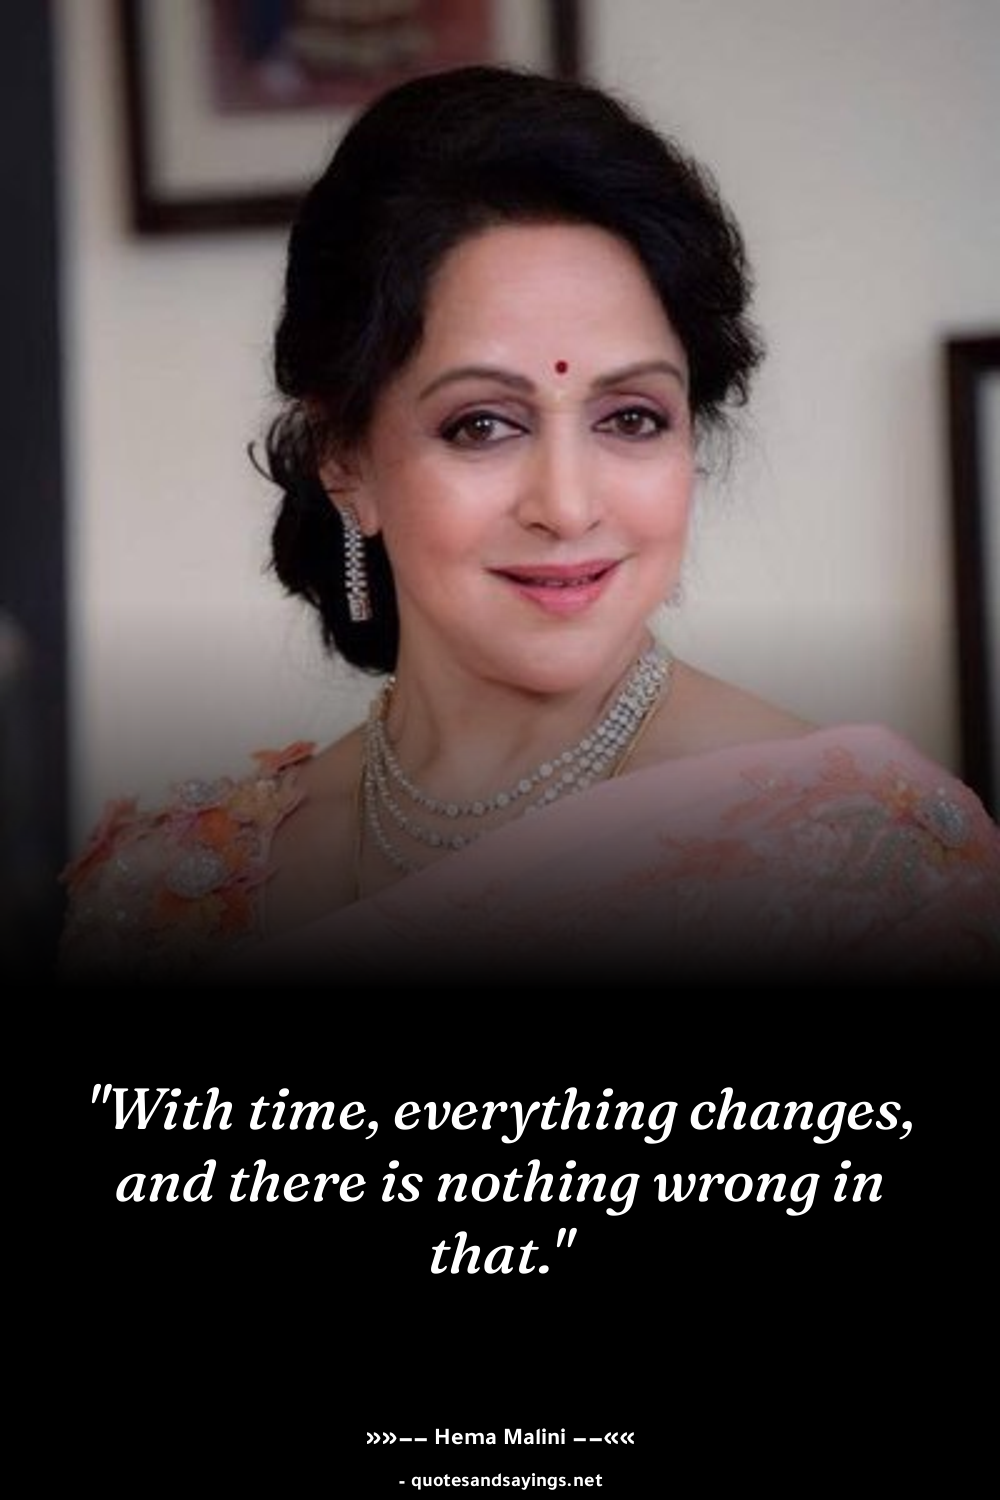 "With time, everything changes,
and there is nothing wrong in
that."
»»–– Hema Malini ––««
- quotesandsayings.net